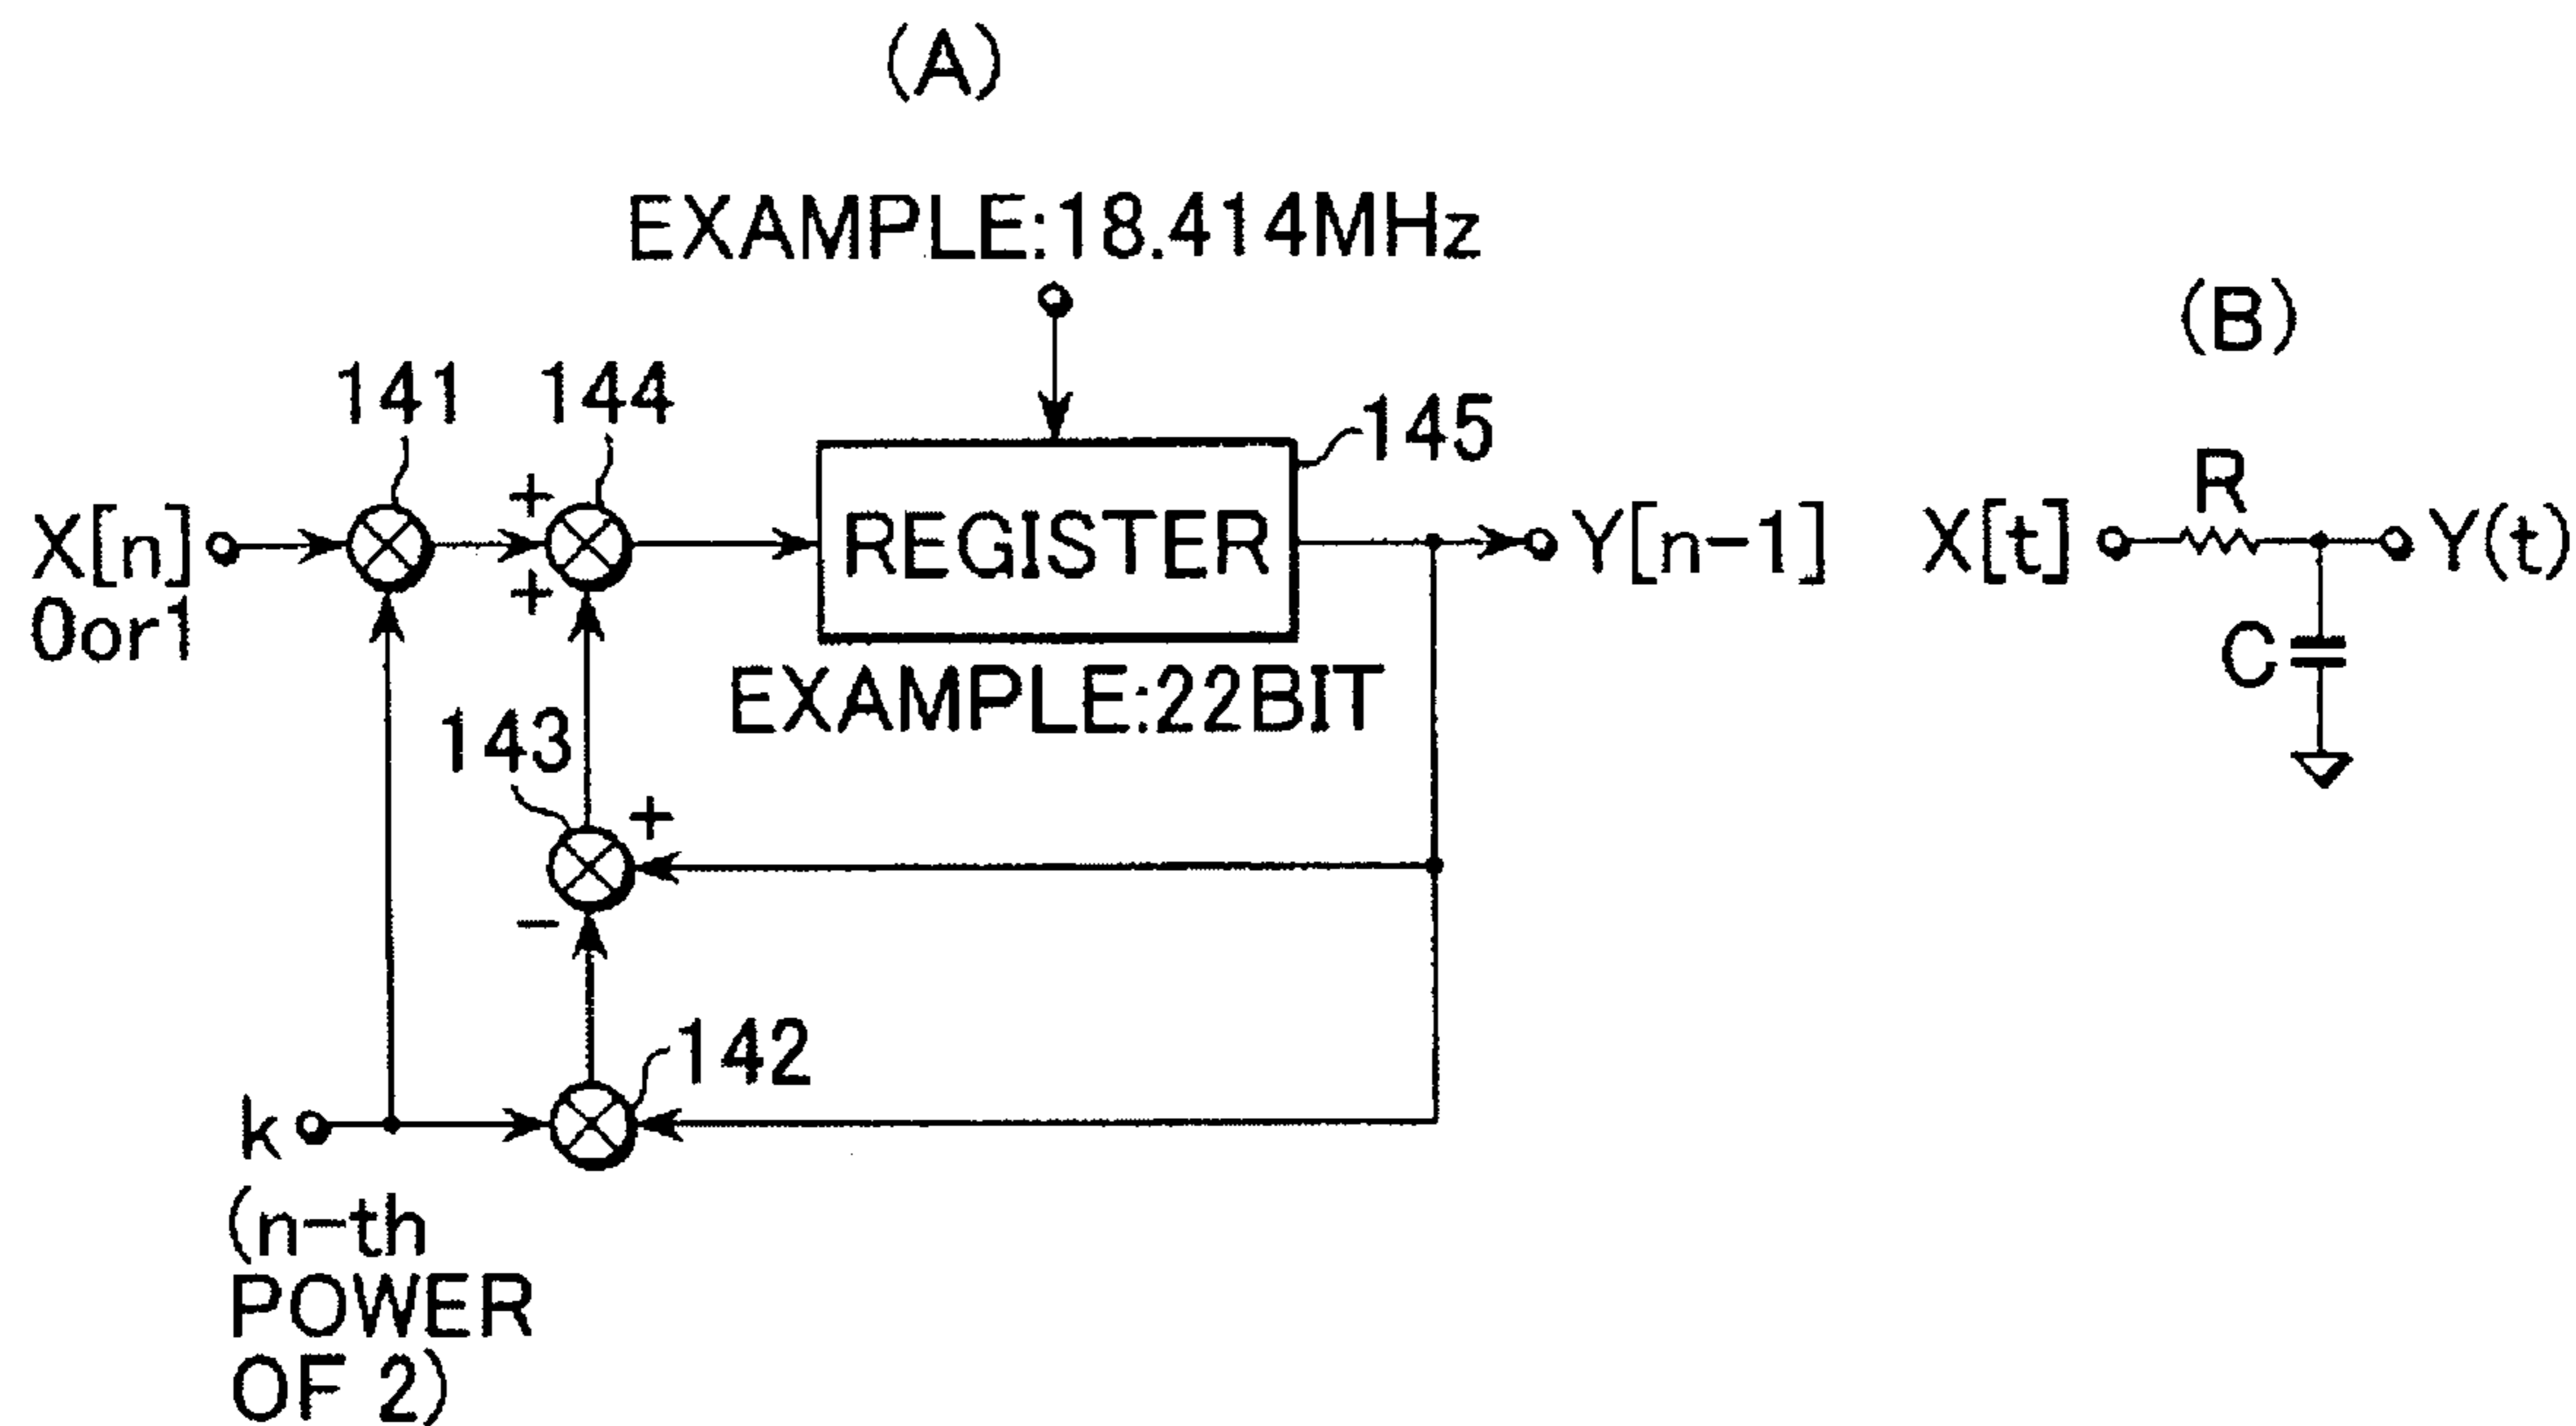 (A)
EXAMPLE:18.414MHz
(B)
141
144
145
X[n]
0or1
+
+
REGISTER
Y[n-1]
X[t]
R
Y(t)
C
EXAMPLE:22BIT
143
+
-
142
k
(n-th
POWER
OF 2)